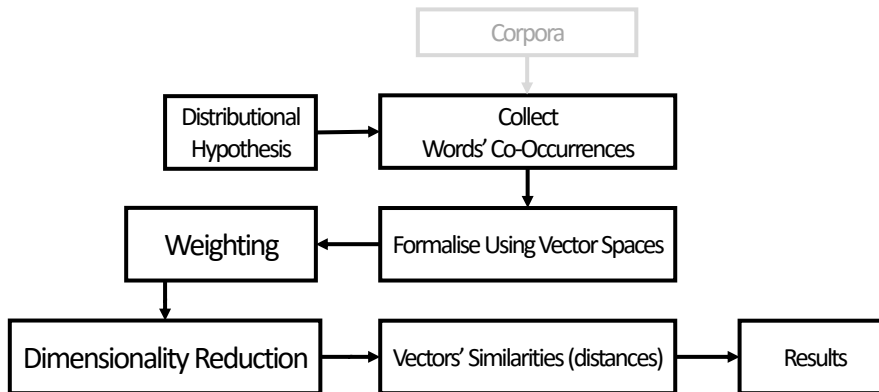 Corpora
Distributional
Hypothesis
Collect
Words' Co-Occurrences
Weighting
Formalise Using Vector Spaces
Dimensionality Reduction
Vectors' Similarities (distances)
Results